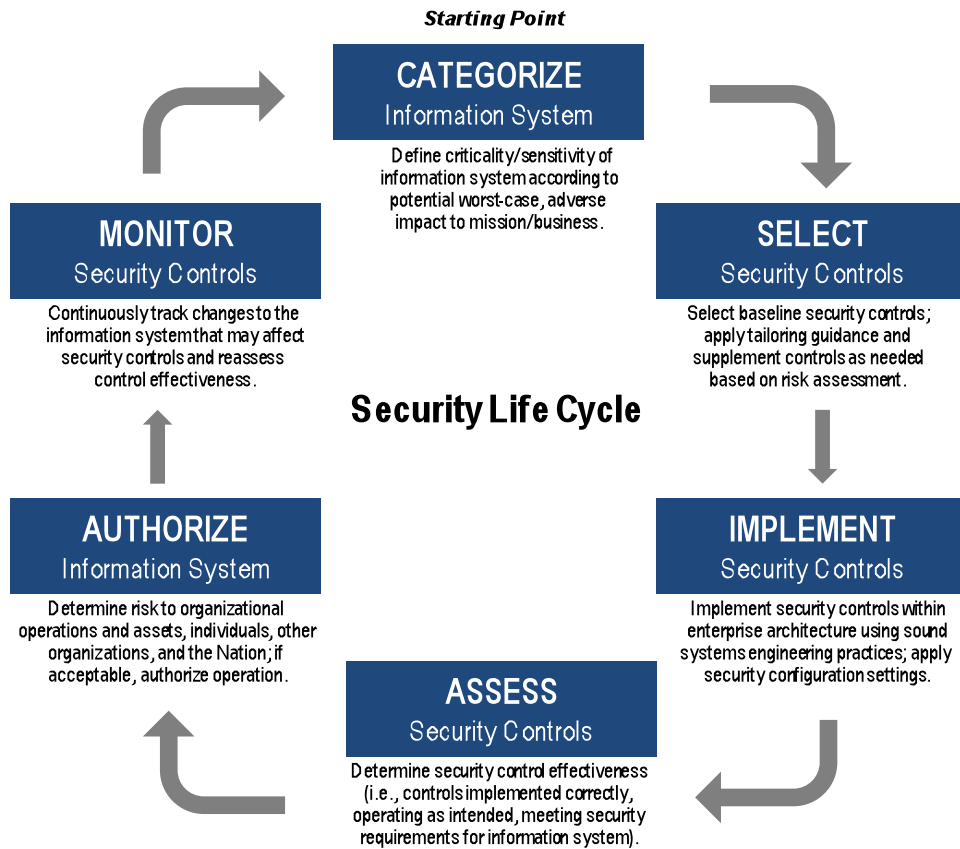 Starting Point
CATEGORIZE
Information System
Define criticality/sensitivity of
information system according to
potential worst-case, adverse
impact to mission/business.
SELECT
Security Controls
Select baseline security controls;
apply tailoring guidance and
supplement controls as needed
based on risk assessment.
IMPLEMENT
Security Controls
Implement security controls within
enterprise architecture using sound
systems engineering practices; apply
security configuration settings.
ASSESS
Security Controls
Determine security control effectiveness
(i.e., controls implemented correctly,
operating as intended, meeting security
requirements for information system).
AUTHORIZE
Information System
Determine risk to organizational
operations and assets, individuals, other
organizations, and the Nation; if
acceptable, authorize operation.
MONITOR
Security Controls
Continuously track changes to the
information system that may affect
security controls and reassess
control effectiveness.
Security Life Cycle